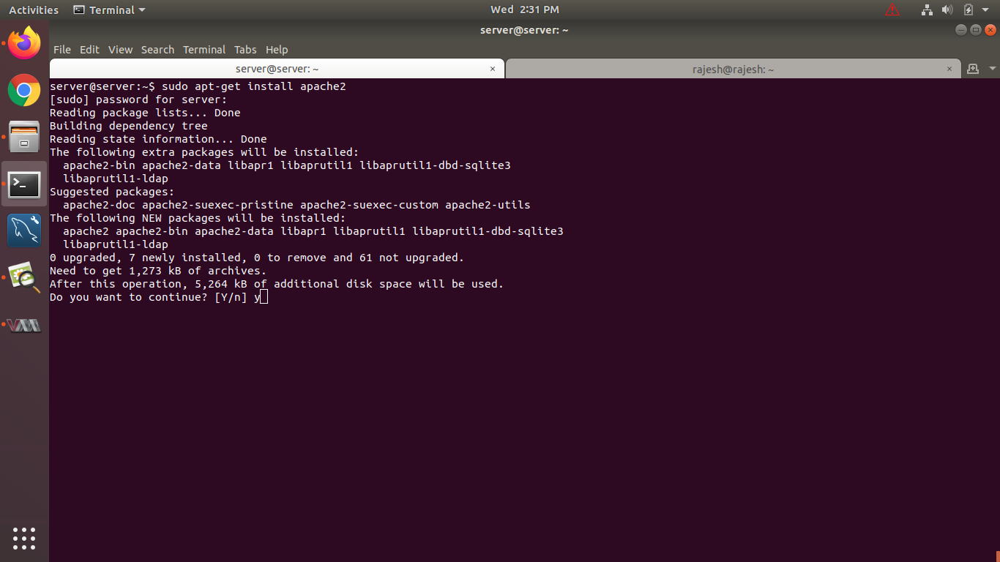 Activities Terminal Wed 2:31 PM
server@server: ~
File Edit View Search Terminal Tabs Help
server@server: ~ × rajesh@rajesh: ~ ×
server@server:~$ sudo apt-get install apache2
[sudo] password for server:
Reading package lists... Done
Building dependency tree
Reading state information... Done
The following extra packages will be installed:
  apache2-bin apache2-data libapr1 libaprutil1 libaprutil1-dbd-sqlite3
  libaprutil1-ldap
Suggested packages:
  apache2-doc apache2-suexec-pristine apache2-suexec-custom apache2-utils
The following NEW packages will be installed:
  apache2 apache2-bin apache2-data libapr1 libaprutil1 libaprutil1-dbd-sqlite3
  libaprutil1-ldap
0 upgraded, 7 newly installed, 0 to remove and 61 not upgraded.
Need to get 1,273 kB of archives.
After this operation, 5,264 kB of additional disk space will be used.
Do you want to continue? [Y/n] y